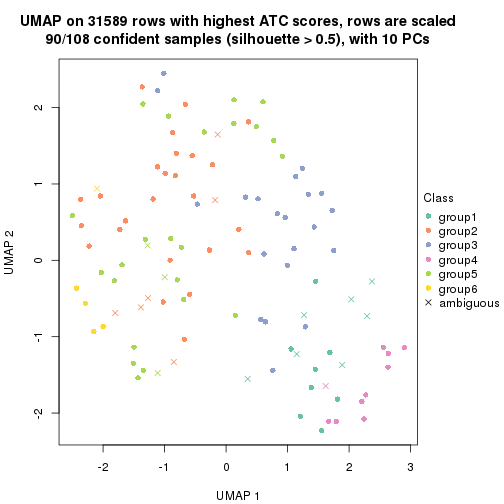 UMAP on 31589 rows with highest ATC scores, rows are scaled
90/108 confident samples (silhouette > 0.5), with 10 PCs
2
1
0
-1
-2
UMAP 2
-2
-1
0
1
2
3
UMAP 1
Class
group1
group2
group3
group4
group5
group6
ambiguous